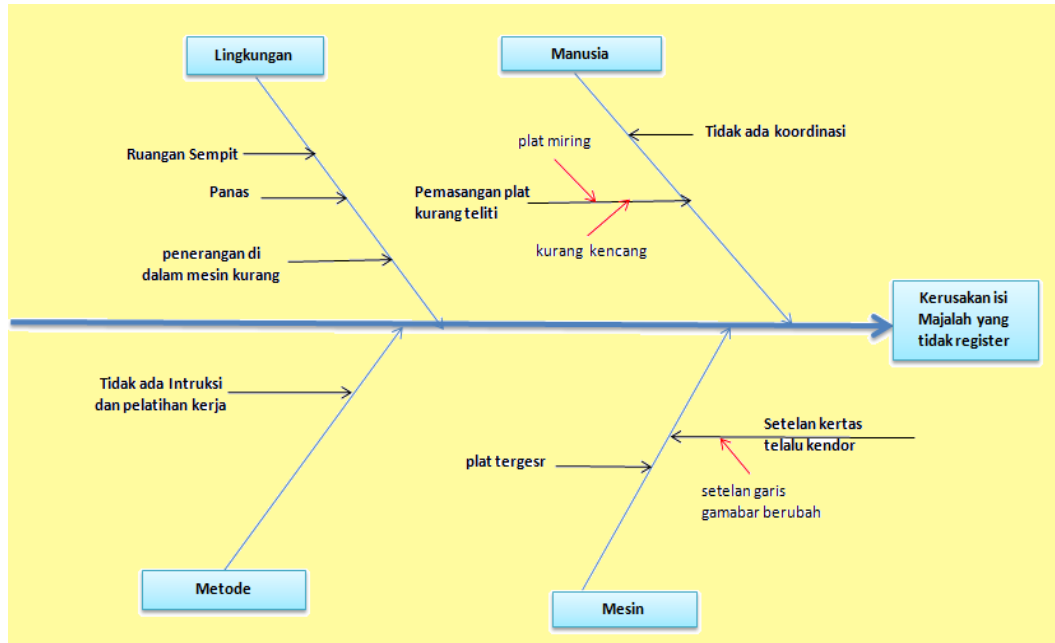 Lingkungan
Manusia
Tidak ada koordinasi
plat miring
Ruangan Sempit
Panas
Pemasangan plat
kurang teliti
kurang kencang
penerangan di
dalam mesin kurang
Kerusakan isi
Majalah yang
tidak register
Tidak ada Intruksi
dan pelatihan kerja
Setelan kertas
telalu kendor
plat tergesr
setelan garis
gamabar berubah
Metode
Mesin